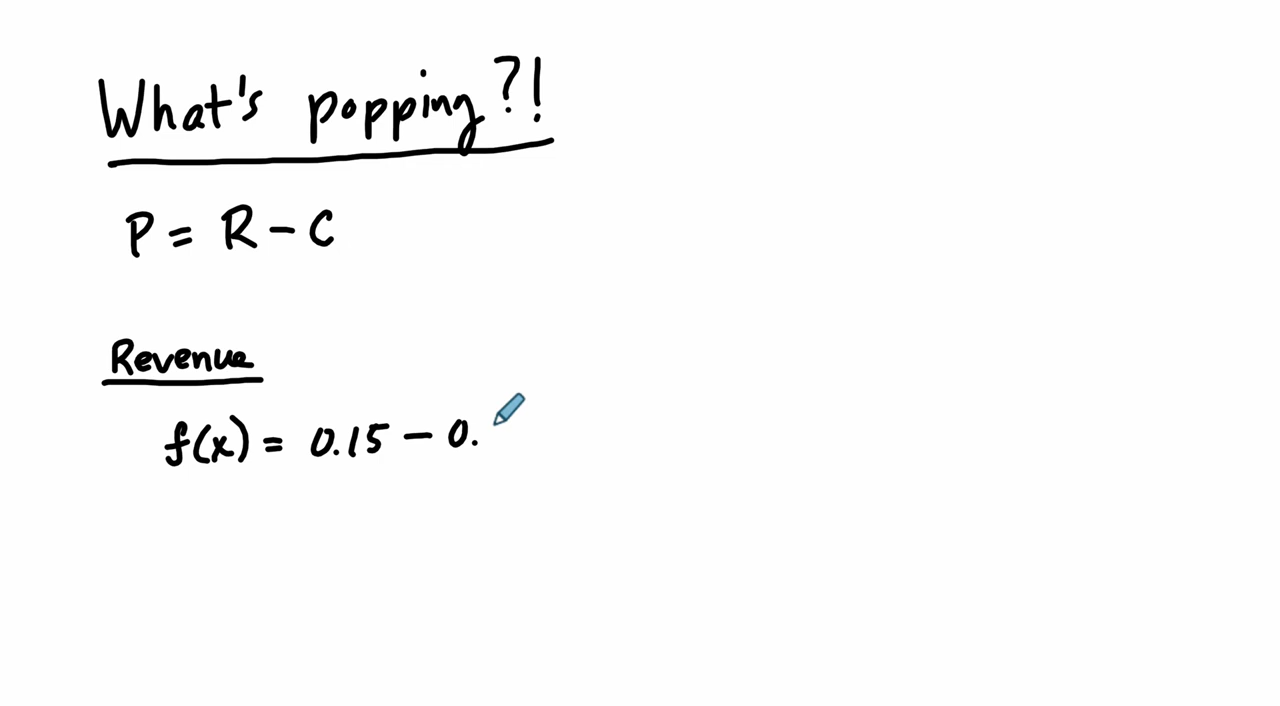 What's popping?!
P = R - C
Revenue
f(x) = 0.15 - 0.